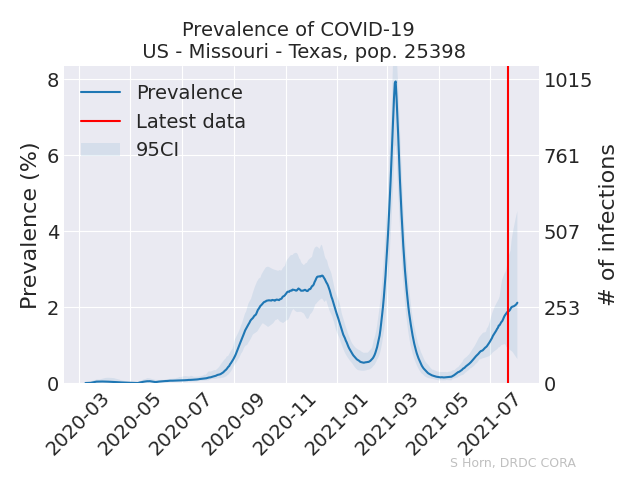 Prevalence of COVID-19
US - Missouri - Texas, pop. 25398
Prevalence
Latest data
95CI
Prevalence (%)
8
6
4
2
0
1015
761
507
253
0
# of infections
2020-03
2020-05
2020-07
2020-09
2020-11
2021-01
2021-03
2021-05
2021-07
S Horn, DRDC CORA